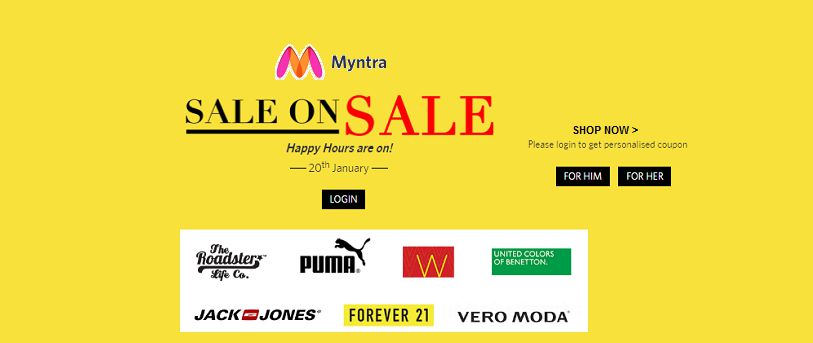 Myntra
SALE ON SALE
Happy Hours are on!
20th January
LOGIN
SHOP NOW >
Please login to get personalised coupon
FOR HIM FOR HER
The
Roadster
Life Co.
PUMA
W
UNITED COLORS
OF BENETTON.
JACK & JONES
FOREVER 21
VERO MODA